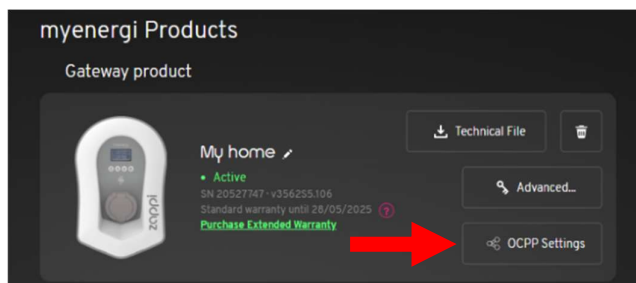 myenergi Products
Gateway product
Technical File
My home
• Active
SN 20527747 - v3562S5.106
Advanced...
Standard warranty until 28/05/2025 ?
Purchase Extended Warranty
OCPP Settings
zappi